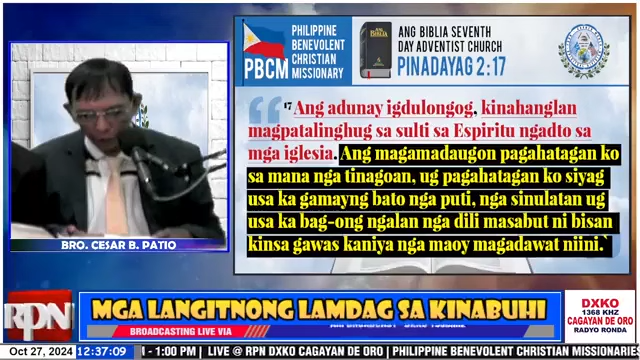 PBCM
PHILIPPINE
BENEVOLENT
CHRISTIAN
MISSIONARY
ANG BIBLIA SEVENTH
DAY ADVENTIST CHURCH
PINADAYAG 2:17
17 Ang adunay igdulongog, kinahanglan
magpatalinghug sa sulti sa Espiritu ngadto sa
mga iglesia. Ang magamadaugon pagahatagan ko
sa mana nga tinagoan, ug pagahatagan ko siyag
usa ka gamayng bato nga puti, nga sinulatan ug
usa ka bag-ong ngalan nga dili masabut ni bisan
kinsa gawas kaniya nga maoy magadawat niini.`
BRO. CESAR B. PATIO
RPN
MGA LANGITNONG LAMDAG SA KINABUHI
BROADCASTING LIVE VIA
DXKO
1368 KHZ
CAGAYAN DE ORO
RADYO RONDA
Oct 27, 2024 12:37:09 - 1:00 PM | LIVE @ RPN DXKO CAGAYAN DE ORO | PHILIPPINE BENEVOLENT CHRISTIAN